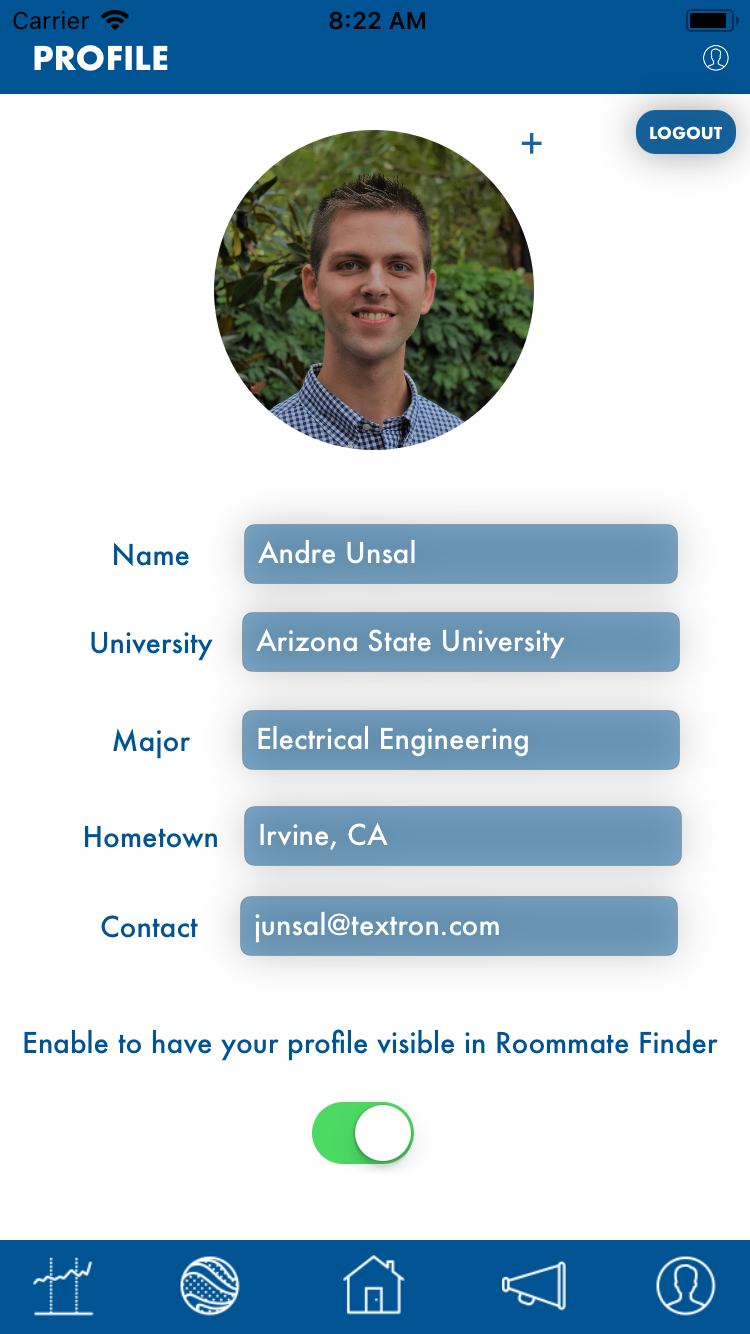 Carrier 8:22 AM
PROFILE
+
LOGOUT
Name Andre Unsal
University Arizona State University
Major Electrical Engineering
Hometown Irvine, CA
Contact junsal@textron.com
Enable to have your profile visible in Roommate Finder